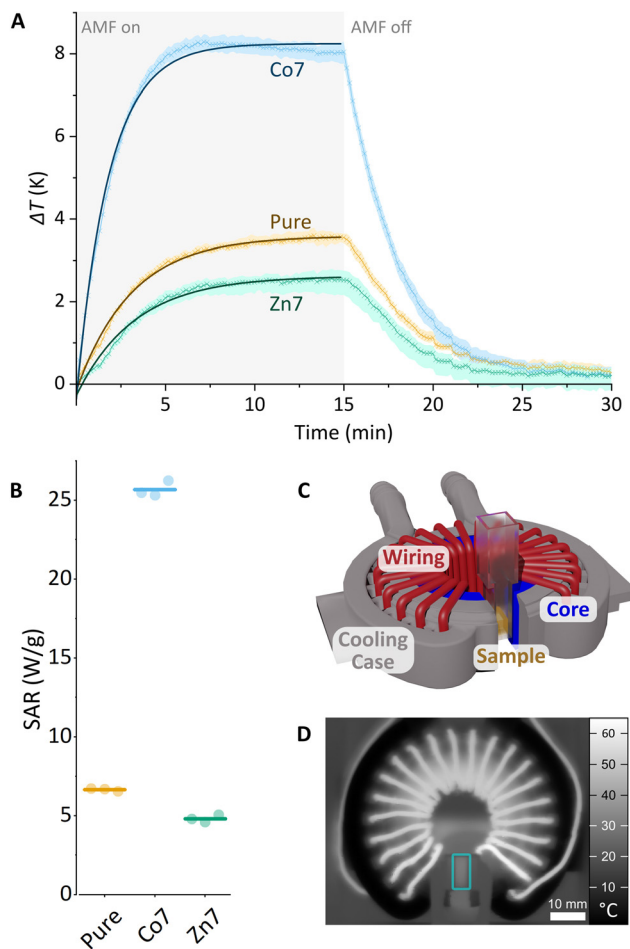 A
AMF on
AMF off
8
6
4
2
0
ΔT (K)
Co7
Pure
Zn7
5
10
15
20
25
30
Time (min)
B
25
20
15
10
5
0
SAR (W/g)
Pure
Co7
Zn7
C
Wiring
Core
Cooling
Case
Sample
D
60
50
40
30
20
10
°C
10 mm